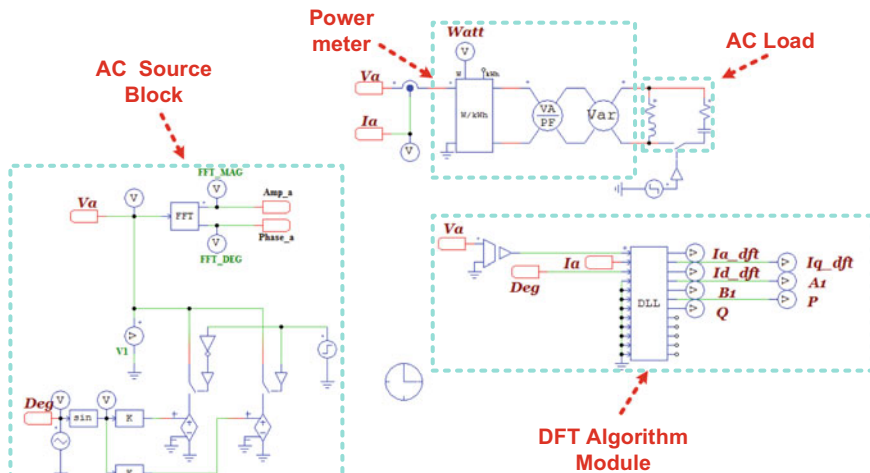 Power
meter
Watt
V
AC Load
AC Source
Block
Va
W
kWh
W/kWh
VA
PF
Var
Ia
V
FFT_MAG
V
V
Amp_a
Va
FFT
Phase_a
V
FFT_DEG
Va
Ia
Deg
DLL
V
Ia_dft
V
Iq_dft
V
Id_dft
V
A1
V
B1
V
P
V
Q
V
V1
Deg
V
V
sin
K
K
DFT Algorithm
Module